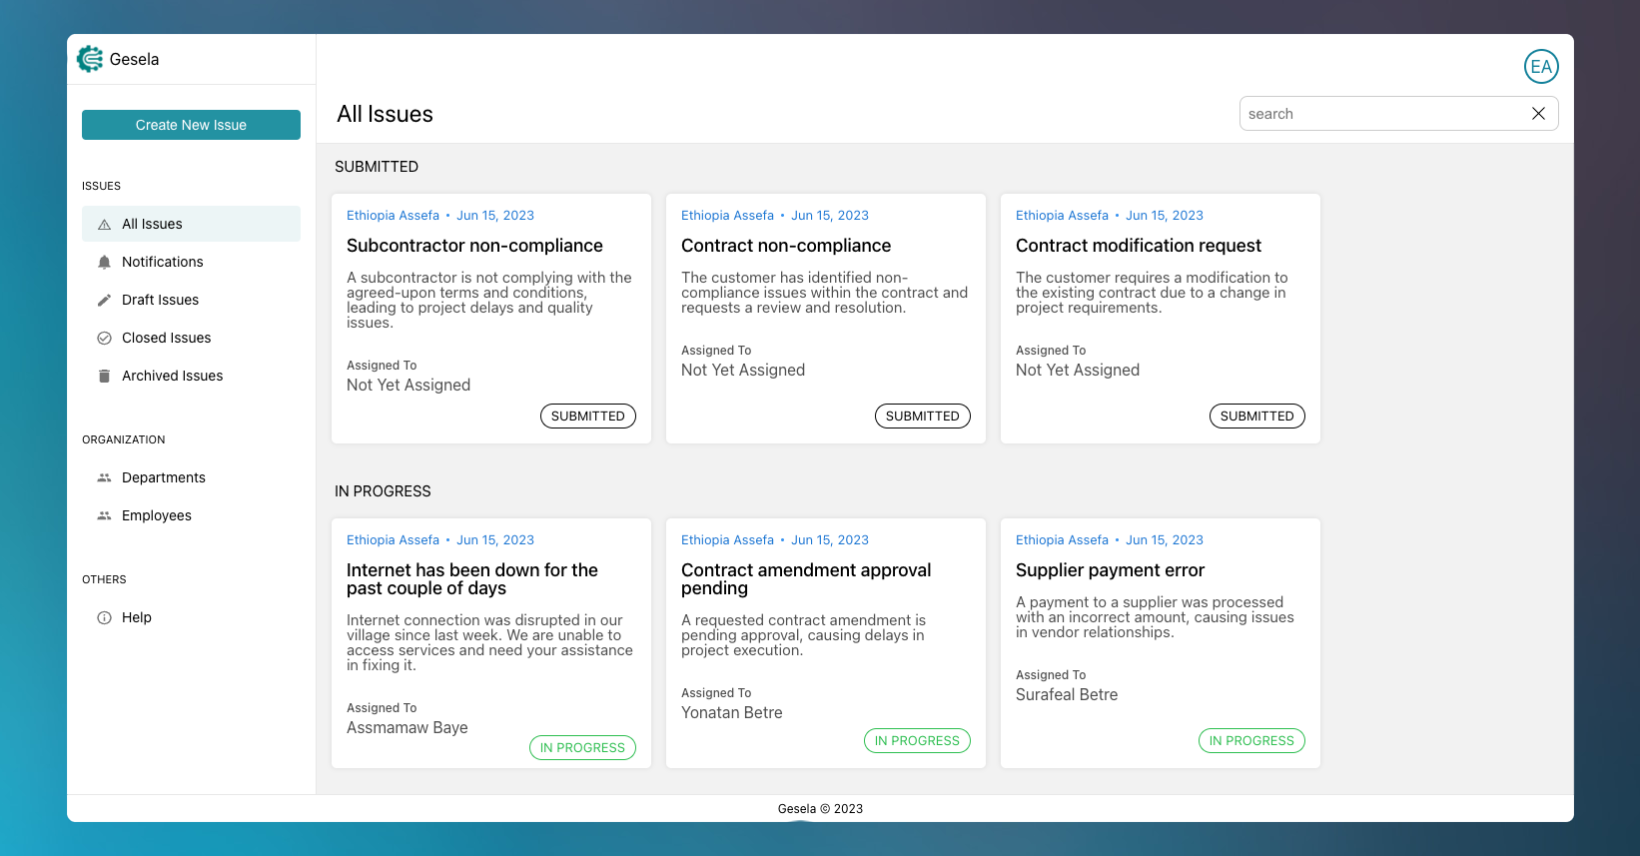 Gesela
EA
Create New Issue
All Issues
search
ISSUES
All Issues
Notifications
Draft Issues
Closed Issues
Archived Issues
ORGANIZATION
Departments
Employees
OTHERS
Help
SUBMITTED
Ethiopia Assefa • Jun 15, 2023
Subcontractor non-compliance
A subcontractor is not complying with the
agreed-upon terms and conditions,
leading to project delays and quality
issues.
Assigned To
Not Yet Assigned
SUBMITTED
Ethiopia Assefa • Jun 15, 2023
Contract non-compliance
The customer has identified non-
compliance issues within the contract and
requests a review and resolution.
Assigned To
Not Yet Assigned
SUBMITTED
Ethiopia Assefa • Jun 15, 2023
Contract modification request
The customer requires a modification to
the existing contract due to a change in
project requirements.
Assigned To
Not Yet Assigned
SUBMITTED
IN PROGRESS
Ethiopia Assefa • Jun 15, 2023
Internet has been down for the
past couple of days
Internet connection was disrupted in our
village since last week. We are unable to
access services and need your assistance
in fixing it.
Assigned To
Assmamaw Baye
IN PROGRESS
Ethiopia Assefa • Jun 15, 2023
Contract amendment approval
pending
A requested contract amendment is
pending approval, causing delays in
project execution.
Assigned To
Yonatan Betre
IN PROGRESS
Ethiopia Assefa • Jun 15, 2023
Supplier payment error
A payment to a supplier was processed
with an incorrect amount, causing issues
in vendor relationships.
Assigned To
Surafeal Betre
IN PROGRESS
Gesela © 2023